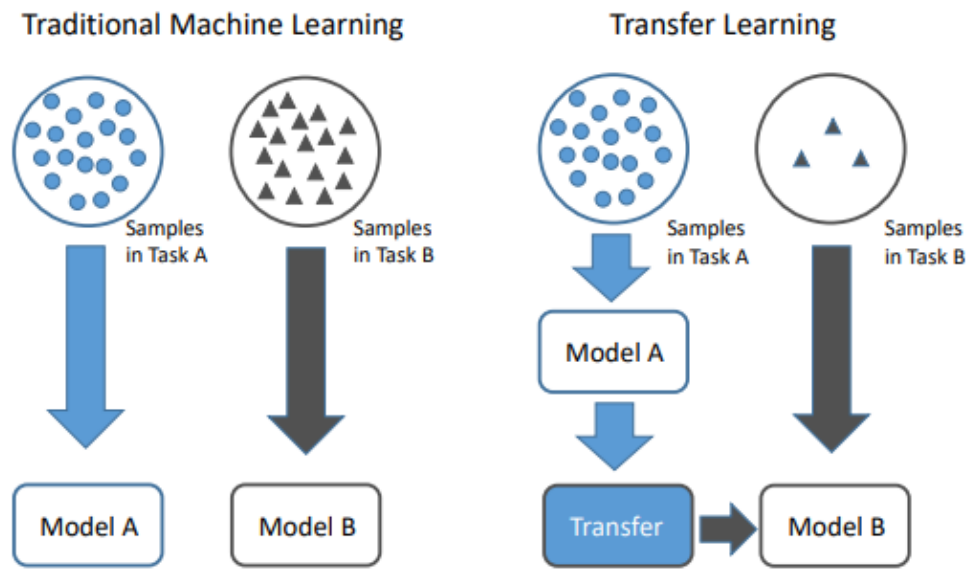 Traditional Machine Learning
Transfer Learning
Samples
in Task A
Samples
in Task B
Samples
in Task A
Samples
in Task B
Model A
Model A
Model B
Transfer
Model B